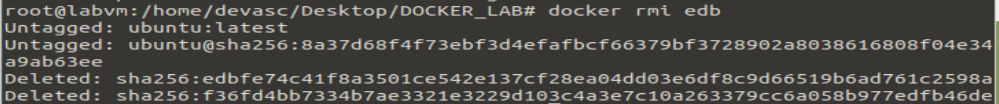 root@labvm:/home/devasc/Desktop/DOCKER_LAB# docker rmi edb
Untagged: ubuntu:latest
Untagged: ubuntu@sha256:8a37d68f4f73ebf3d4efafbcf66379bf3728902a8038616808f04e34
a9ab63ee
Deleted: sha256:edbfe74c41f8a3501ce542e137cf28ea04dd03e6df8c9d66519b6ad761c2598a
Deleted: sha256:f36fd4bb7334b7ae3321e3229d103c4a3e7c10a263379cc6a058b977edfb46de